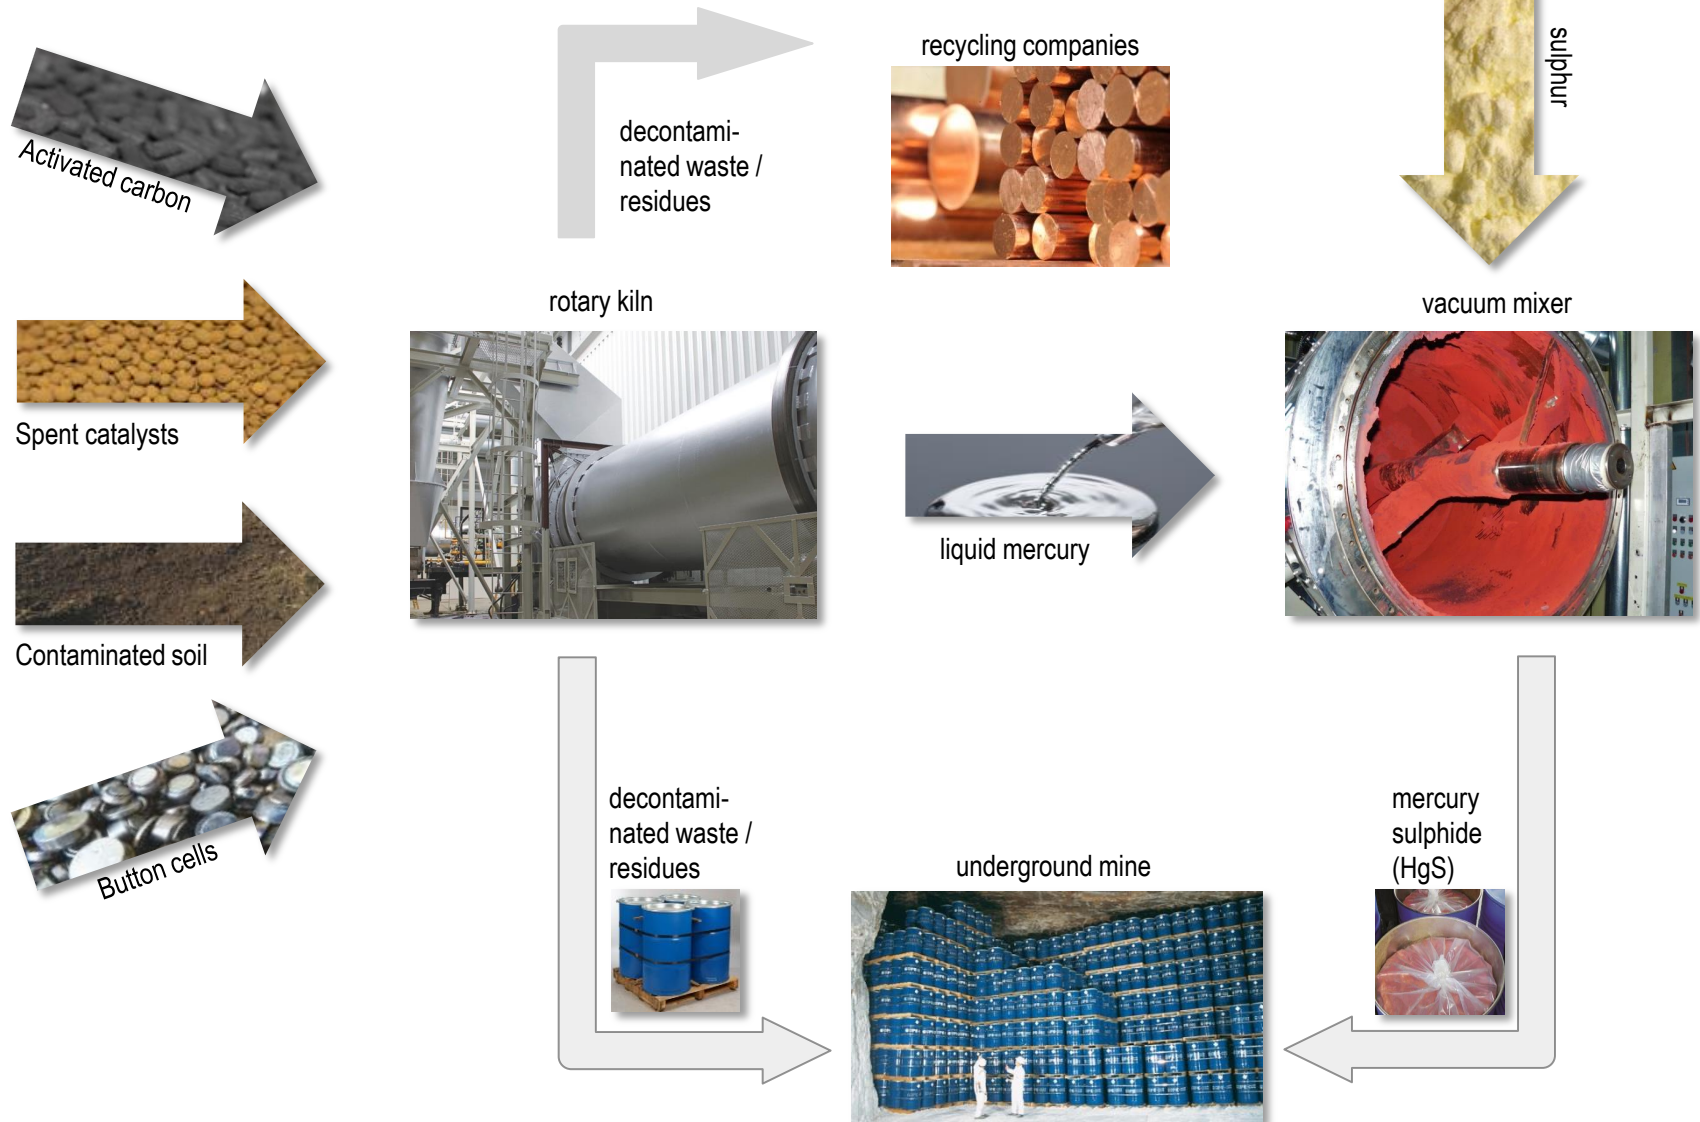 recycling companies
sulphur
decontami-
nated waste /
residues
Activated carbon
rotary kiln
vacuum mixer
Spent catalysts
liquid mercury
Contaminated soil
decontami-
nated waste /
residues
mercury
sulphide
(HgS)
Button cells
underground mine